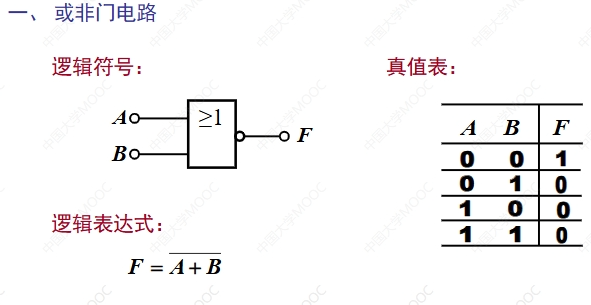 一、或非门电路
逻辑符号：
真值表：
A
B
≥1
F
A B F
0 0 1
0 1 0
1 0 0
1 1 0
逻辑表达式：
F = \overline{A + B}
中国大学MOOC